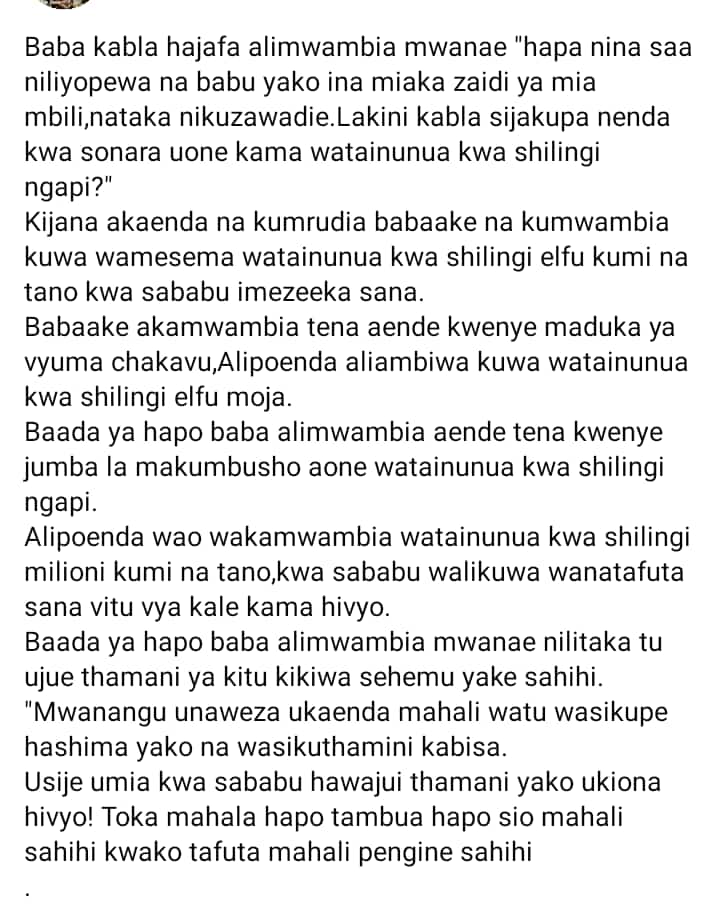 Baba kabla hajafa alimwambia mwanae "hapa nina saa
niliyopewa na babu yako ina miaka zaidi ya mia
mbili,nataka nikuzawadie.Lakini kabla sijakupa nenda
kwa sonara uone kama watainunua kwa shilingi
ngapi?"
Kijana akaenda na kumrudia babaake na kumwambia
kuwa wamesema watainunua kwa shilingi elfu kumi na
tano kwa sababu imezeeka sana.
Babaake akamwambia tena aende kwenye maduka ya
vyuma chakavu,Alipoenda aliambiwa kuwa watainunua
kwa shilingi elfu moja.
Baada ya hapo baba alimwambia aende tena kwenye
jumba la makumbusho aone watainunua kwa shilingi
ngapi.
Alipoenda wao wakamwambia watainunua kwa shilingi
milioni kumi na tano,kwa sababu walikuwa wanatafuta
sana vitu vya kale kama hivyo.
Baada ya hapo baba alimwambia mwanae nilitaka tu
ujue thamani ya kitu kikiwa sehemu yake sahihi.
"Mwanangu unaweza ukaenda mahali watu wasikupe
hashima yako na wasikuthamini kabisa.
Usije umia kwa sababu hawajui thamani yako ukiona
hivyo! Toka mahala hapo tambua hapo sio mahali
sahihi kwako tafuta mahali pengine sahihi
.